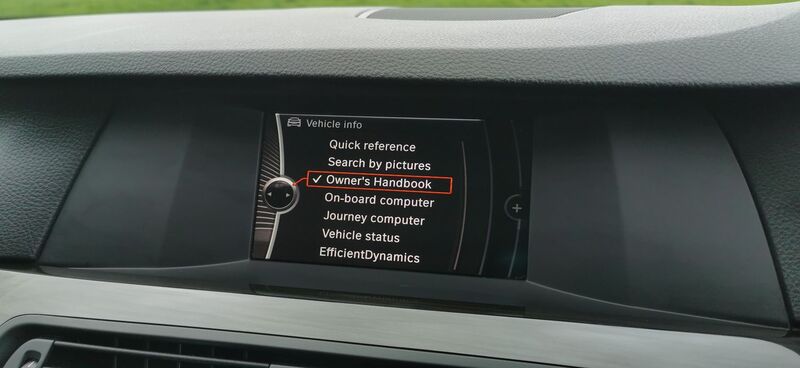 Vehicle info
Quick reference
Search by pictures
✓ Owner's Handbook
On-board computer
Journey computer
Vehicle status
EfficientDynamics